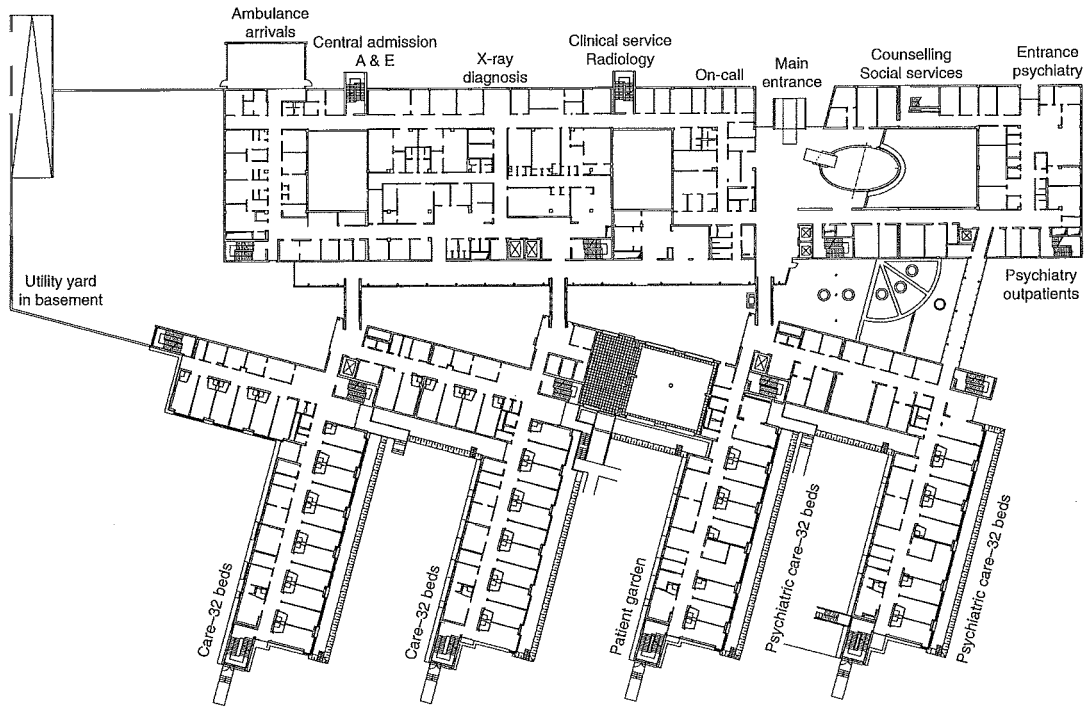 Ambulance
arrivals
Central admission
A & E
X-ray
diagnosis
Clinical service
Radiology
On-call
Main
entrance
Counselling
Social services
Entrance
psychiatry
Utility yard
in basement
Psychiatry
outpatients
Care–32 beds
Care–32 beds
Patient garden
Psychiatric care–32 beds
Psychiatric care–32 beds